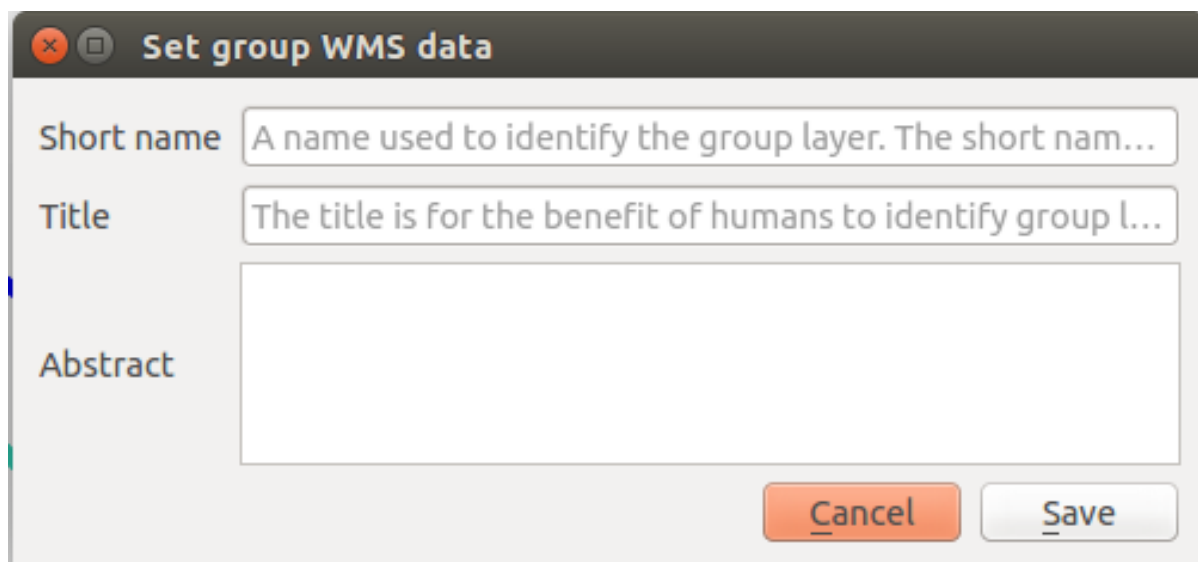 Set group WMS data
Short name A name used to identify the group layer. The short nam…
Title The title is for the benefit of humans to identify group l…
Abstract
Cancel Save